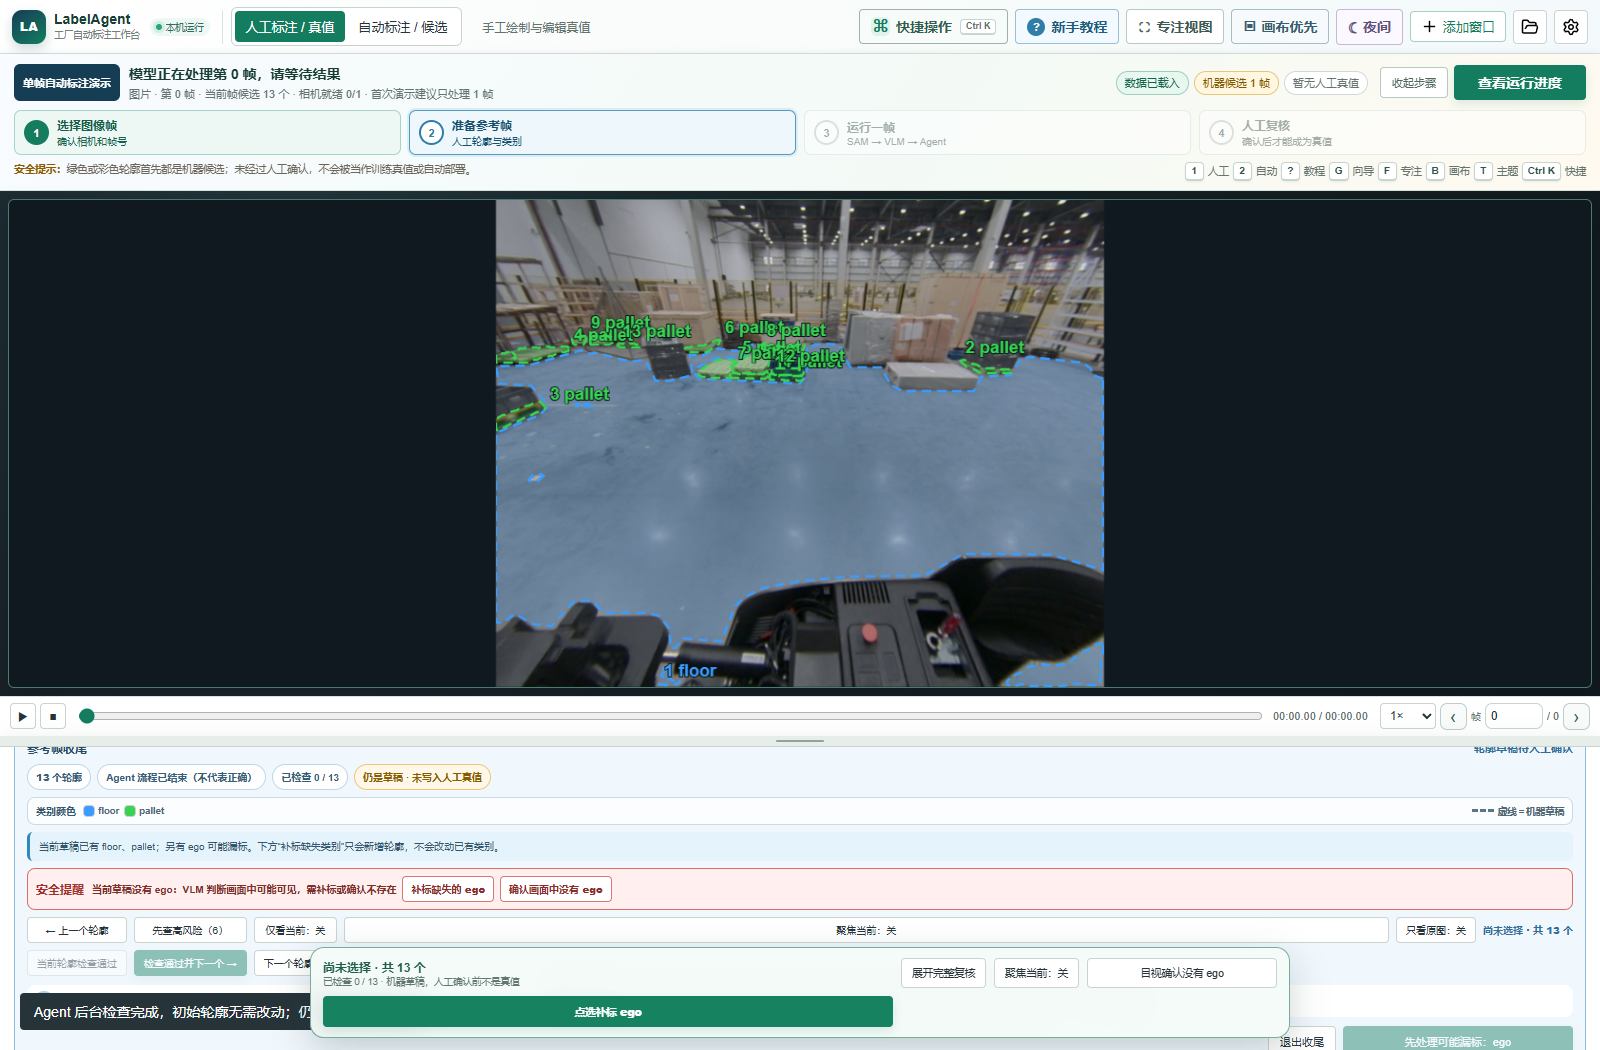 LA
LabelAgent
工厂自动标注工作台
本机运行
人工标注 / 真值
自动标注 / 候选
手工绘制与编辑真值
快捷操作 Ctrl K
? 新手教程
专注视图
画布优先
夜间
添加窗口
单帧自动标注演示
模型正在处理第 0 帧，请等待结果
图片 · 第 0 帧 · 当前帧候选 13 个 · 相机就绪 0/1 · 首次演示建议只处理 1 帧
数据已载入
机器候选 1 帧
暂无人工真值
收起步骤
查看运行进度
1 选择图像帧
确认相机和帧号
2 准备参考帧
人工轮廓与类别
3 运行一帧
SAM → VLM → Agent
4 人工复核
确认后才能成为真值
安全提示：绿色或彩色轮廓首先都是机器候选；未经过人工确认，不会被当作训练真值或自动部署。
1 人工 2 自动 ? 教程 G 向导 F 专注 B 画布 T 主题 Ctrl K 快捷
9 pallet
4 pallet
13 pallet
6 pallet
8 pallet
5 pallet
7 pallet
12 pallet
2 pallet
3 pallet
1 floor
00:00.00 / 00:00.00
1×
帧 0 / 0
参考帧收尾
轮廓草稿待人工确认
13 个轮廓
Agent 流程已结束（不代表正确）
已检查 0 / 13
仍是草稿 · 未写入人工真值
类别颜色 floor pallet
虚线＝机器草稿
当前草稿已有 floor、pallet；另有 ego 可能漏标。下方“补标缺失类别”只会新增轮廓，不会改动已有类别。
安全提醒 当前草稿没有 ego：VLM 判断画面中可能可见，需补标或确认不存在
补标缺失的 ego
确认画面中没有 ego
← 上一个轮廓
先查高风险（6）
仅看当前：关
聚焦当前：关
只看原图：关
尚未选择 · 共 13 个
当前轮廓检查通过
检查通过并下一个 →
下一个轮廓
尚未选择 · 共 13 个
已检查 0 / 13 · 机器草稿，人工确认前不是真值
展开完整复核
聚焦当前：关
目视确认没有 ego
点选补标 ego
Agent 后台检查完成，初始轮廓无需改动；仍
退出收尾
先处理可能漏标：ego